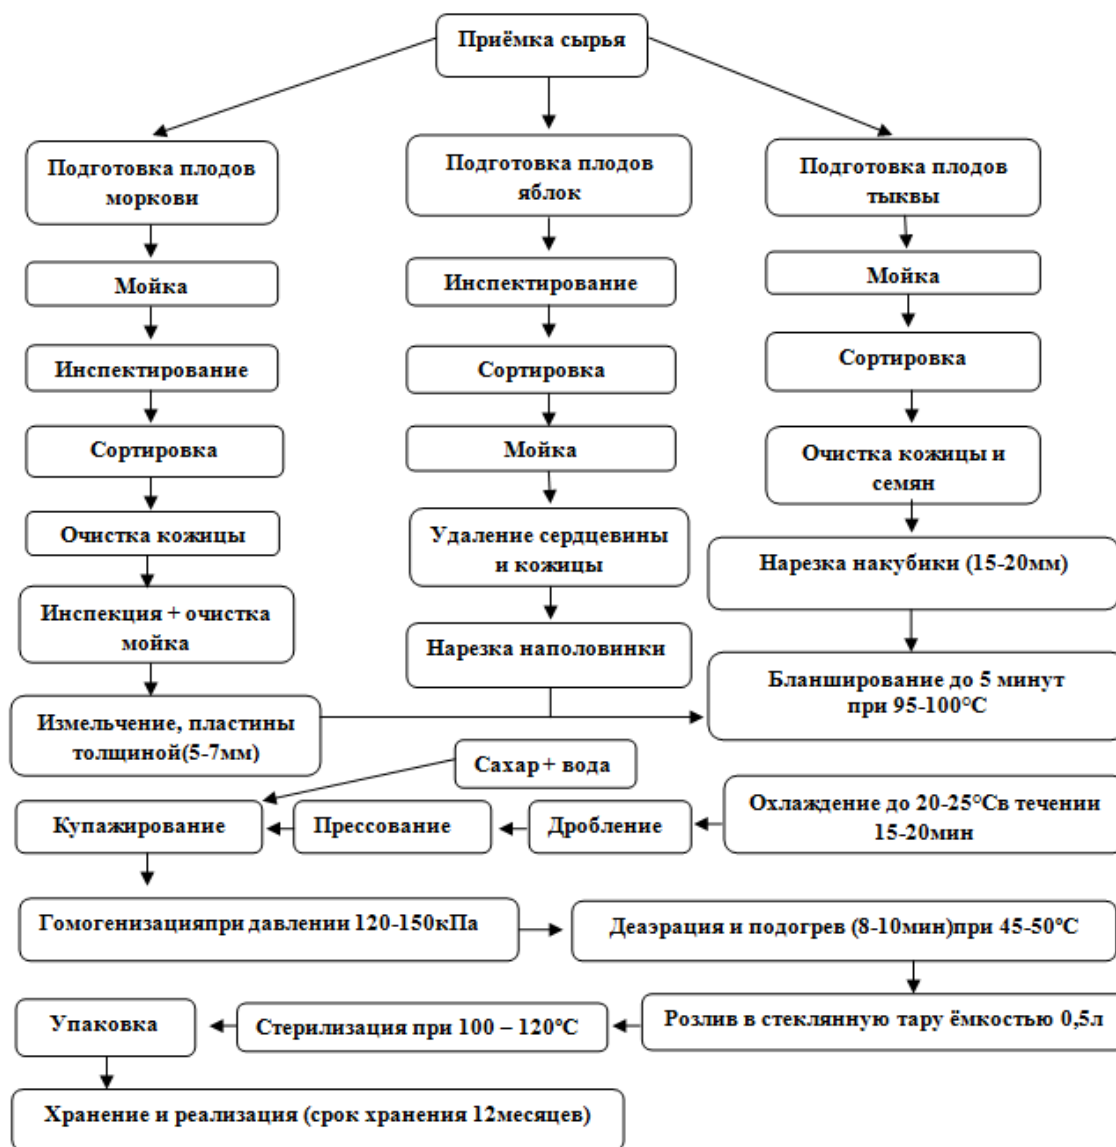 Приёмка сырья
Подготовка плодов
моркови
Мойка
Инспектирование
Сортировка
Очистка кожицы
Инспекция + очистка
мойка
Измельчение, пластины
толщиной(5-7мм)
Подготовка плодов
яблок
Инспектирование
Сортировка
Мойка
Удаление сердцевины
и кожицы
Нарезка наполовинки
Подготовка плодов
тыквы
Мойка
Сортировка
Очистка кожицы и
семян
Нарезка накубики (15-20мм)
Бланширование до 5 минут
при 95-100°С
Сахар + вода
Охлаждение до 20-25°Св течении
15-20мин
Дробление
Прессование
Купажирование
Гомогенизацияпри давлении 120-150кПа
Деаэрация и подогрев (8-10мин)при 45-50°С
Розлив в стеклянную тару ёмкостью 0,5л
Стерилизация при 100 – 120°С
Упаковка
Хранение и реализация (срок хранения 12месяцев)